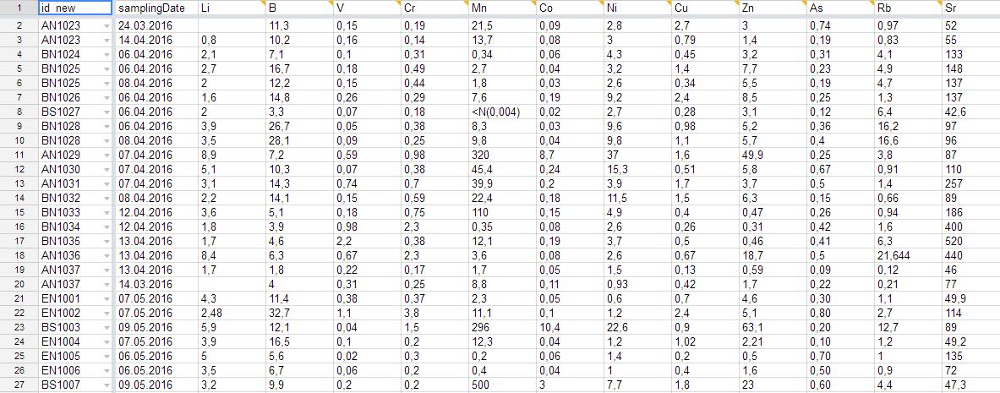 1 id_new samplingDate Li B V Cr Mn Co Ni Cu Zn As Rb Sr
2 AN1023 24.03.2016 11,3 0,15 0,19 21,5 0,09 2,8 2,7 3 0,74 0,97 52
3 AN1023 14.04.2016 0,8 10,2 0,16 0,14 13,7 0,08 3 0,79 1,4 0,19 0,83 55
4 BN1024 06.04.2016 2,1 7,1 0,1 0,31 0,34 0,06 4,3 0,45 3,2 0,31 4,1 133
5 BN1025 06.04.2016 2,7 16,7 0,18 0,49 2,7 0,04 3,2 1,4 7,7 0,23 4,9 148
6 BN1025 08.04.2016 2 12,2 0,15 0,44 1,8 0,03 2,6 0,34 5,5 0,19 4,7 137
7 BN1026 06.04.2016 1,6 14,8 0,26 0,29 7,6 0,19 9,2 2,4 8,5 0,25 1,3 137
8 BS1027 06.04.2016 2 3,3 0,07 0,18 <N(0,004) 0,02 2,7 0,28 3,1 0,12 6,4 42,6
9 BN1028 06.04.2016 3,9 26,7 0,05 0,38 8,3 0,03 9,6 0,98 5,2 0,36 16,2 97
10 BN1028 08.04.2016 3,5 28,1 0,09 0,25 9,8 0,04 9,8 1,1 5,7 0,4 16,6 96
11 AN1029 07.04.2016 8,9 7,2 0,59 0,98 320 8,7 37 1,6 49,9 0,25 3,8 87
12 AN1030 07.04.2016 5,1 10,3 0,07 0,38 45,4 0,24 15,3 0,51 5,8 0,67 0,91 110
13 AN1031 07.04.2016 3,1 14,3 0,74 0,7 39,9 0,2 3,9 1,7 3,7 0,5 1,4 257
14 BN1032 08.04.2016 2,2 14,1 0,15 0,59 22,4 0,18 11,5 1,5 6,3 0,15 0,66 89
15 BN1033 12.04.2016 3,6 5,1 0,18 0,75 110 0,15 4,9 0,4 0,47 0,26 0,94 186
16 BN1034 12.04.2016 1,8 3,9 0,98 2,3 0,35 0,08 2,6 0,26 0,31 0,42 1,6 400
17 BN1035 13.04.2016 1,7 4,6 2,2 0,38 12,1 0,19 3,7 0,5 0,46 0,41 6,3 520
18 AN1036 13.04.2016 8,4 6,3 0,67 2,3 3,6 0,08 2,6 0,67 18,7 0,5 21,644 440
19 AN1037 13.04.2016 1,7 1,8 0,22 0,17 1,7 0,05 1,5 0,13 0,59 0,09 0,12 46
20 AN1037 14.03.2016 4 0,31 0,25 8,8 0,11 0,93 0,42 1,7 0,22 0,21 77
21 EN1001 07.05.2016 4,3 11,4 0,38 0,37 2,3 0,05 0,6 0,7 4,6 0,30 1,1 49,9
22 EN1002 07.05.2016 2,48 32,7 1,1 3,8 11,1 0,1 1,2 2,4 5,1 0,80 2,7 114
23 BS1003 09.05.2016 5,9 12,1 0,04 1,5 296 10,4 22,6 0,9 63,1 0,20 12,7 89
24 EN1004 07.05.2016 3,9 16,5 0,1 0,2 12,3 0,04 1,2 1,02 2,21 0,10 1,2 49,2
25 EN1005 06.05.2016 5 5,6 0,02 0,3 0,2 0,06 1,4 0,2 0,5 0,70 1 135
26 EN1006 06.05.2016 3,5 6,7 0,06 0,2 0,4 0,04 1 0,4 1,6 0,50 0,9 72
27 BS1007 09.05.2016 3,2 9,9 0,2 0,2 500 3 7,7 1,8 23 0,60 4,4 47,3